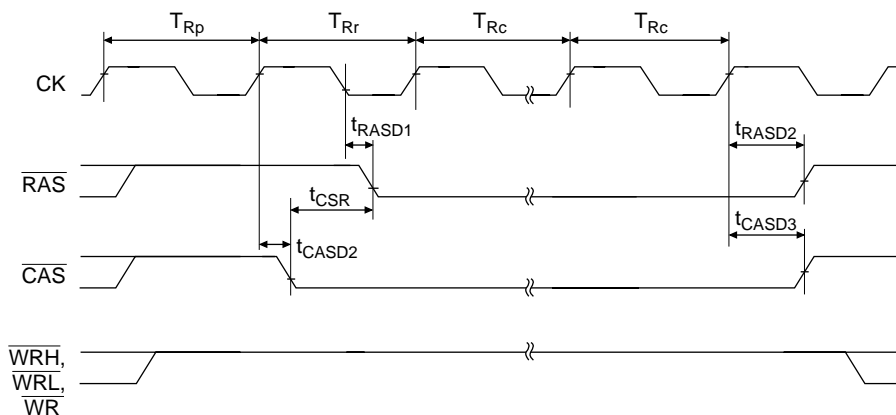 TRp TRr TRc TRc
CK
tRASD1 tRASD2
RAS
tCSR
tCASD3
tCASD2
CAS
WRH,
WRL,
WR